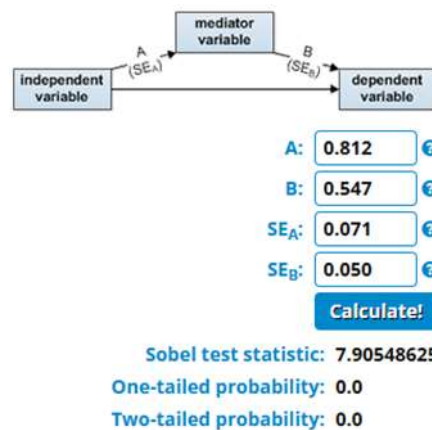 mediator
variable
A
(SEA)
B
(SEB)
independent
variable
dependent
variable
A: 0.812 ?
B: 0.547 ?
SEA: 0.071 ?
SEB: 0.050 ?
Calculate!
Sobel test statistic: 7.90548625
One-tailed probability: 0.0
Two-tailed probability: 0.0